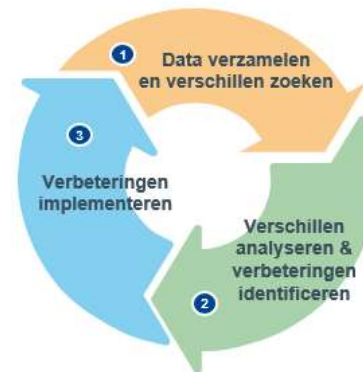 1
Data verzamelen
en verschillen zoeken
3
Verbeteringen
implementeren
Verschillen
analyseren &
verbeteringen
identificeren
2